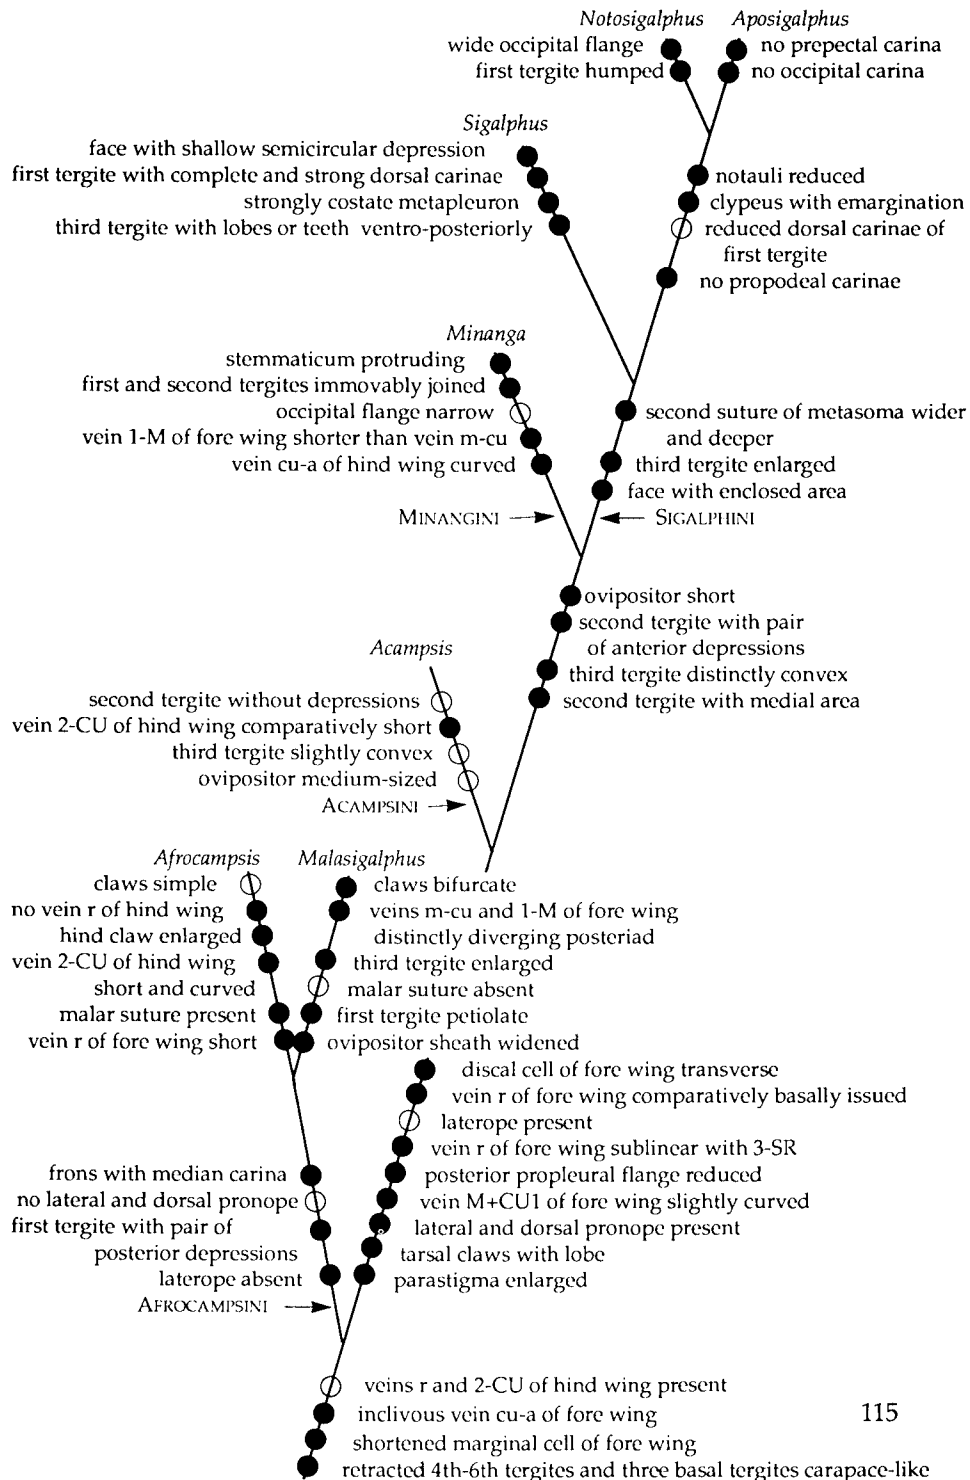 Notosigalphus Aposigalphus
wide occipital flange no prepectal carina
first tergite humped no occipital carina
Sigalphus
face with shallow semicircular depression
first tergite with complete and strong dorsal carinae
strongly costate metapleuron
third tergite with lobes or teeth ventro-posteriorly
notauli reduced
clypeus with emargination
reduced dorsal carinae of
first tergite
no propodeal carinae
Minanga
stemmaticum protruding
first and second tergites immovably joined
occipital flange narrow
vein 1-M of fore wing shorter than vein m-cu
vein cu-a of hind wing curved
second suture of metasoma wider
and deeper
third tergite enlarged
face with enclosed area
MINANGINI SIGALPHINI
ovipositor short
second tergite with pair
of anterior depressions
third tergite distinctly convex
second tergite with medial area
Acampsis
second tergite without depressions
vein 2-CU of hind wing comparatively short
third tergite slightly convex
ovipositor medium-sized
ACAMPSINI
Afrocampsis Malasigalphus
claws simple claws bifurcate
no vein r of hind wing veins m-cu and 1-M of fore wing
hind claw enlarged distinctly diverging posteriad
vein 2-CU of hind wing third tergite enlarged
short and curved malar suture absent
malar suture present first tergite petiolate
vein r of fore wing short ovipositor sheath widened
discal cell of fore wing transverse
vein r of fore wing comparatively basally issued
laterope present
vein r of fore wing sublinear with 3-SR
frons with median carina posterior propleural flange reduced
no lateral and dorsal pronope vein M+CU1 of fore wing slightly curved
first tergite with pair of lateral and dorsal pronope present
posterior depressions tarsal claws with lobe
laterope absent parastigma enlarged
AFROCAMPSINI
veins r and 2-CU of hind wing present
inclivous vein cu-a of fore wing 115
shortened marginal cell of fore wing
retracted 4th-6th tergites and three basal tergites carapace-like